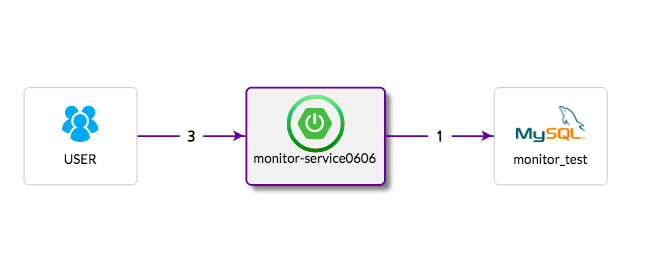 3
1
MySQL
USER
monitor-service0606
monitor_test